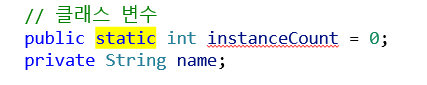 // 클래스 변수
public static int instanceCount = 0;
private String name;